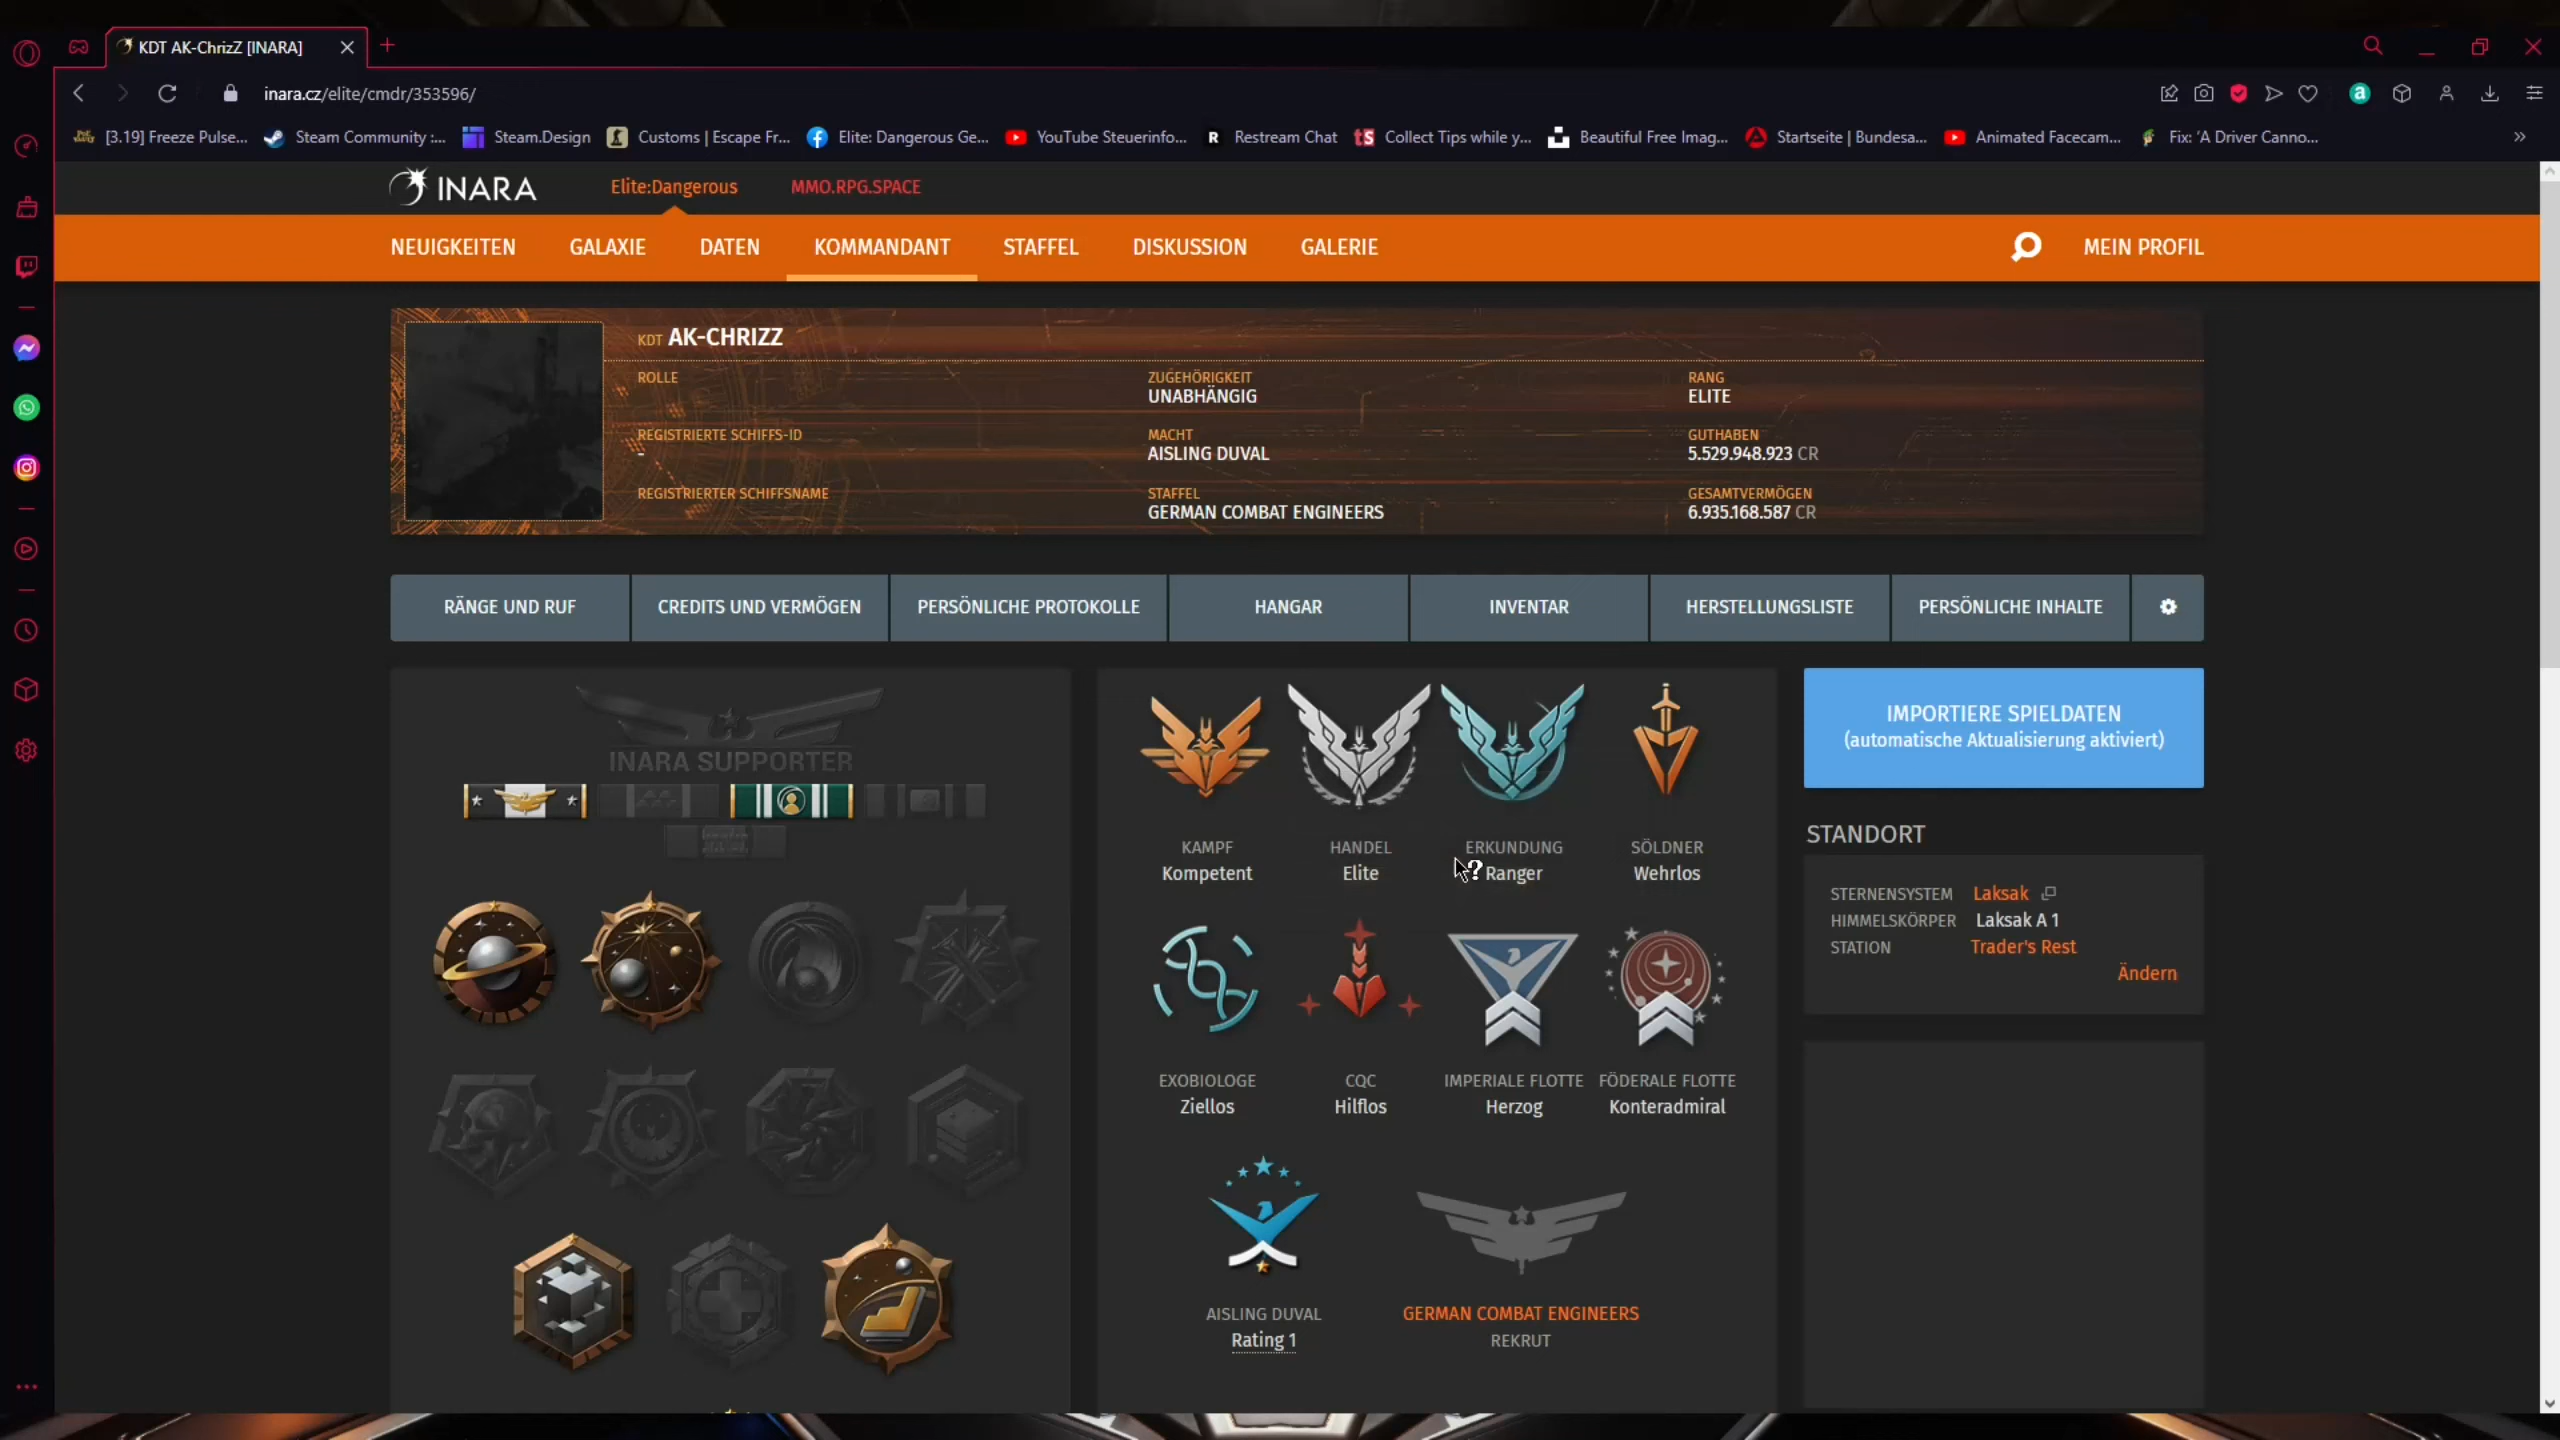 KDT AK-ChrizZ [INARA]
inara.cz/elite/cmdr/353596/
[3.19] Freeze Pulse... Steam Community :... Steam.Design Customs | Escape Fr... Elite: Dangerous Ge... YouTube Steuerinfo... Restream Chat Collect Tips while y... Beautiful Free Imag... Startseite | Bundesa... Animated Facecam... Fix: 'A Driver Canno...
INARA Elite:Dangerous MMO.RPG.SPACE
NEUIGKEITEN GALAXIE DATEN KOMMANDANT STAFFEL DISKUSSION GALERIE MEIN PROFIL
KDT AK-CHRIZZ
ROLLE ZUGEHÖRIGKEIT RANG
UNABHÄNGIG ELITE
REGISTRIERTE SCHIFFS-ID MACHT GUTHABEN
- AISLING DUVAL 5.529.948.923 CR
REGISTRIERTER SCHIFFSNAME STAFFEL GESAMTVERMÖGEN
GERMAN COMBAT ENGINEERS 6.935.168.587 CR
RÄNGE UND RUF CREDITS UND VERMÖGEN PERSÖNLICHE PROTOKOLLE HANGAR INVENTAR HERSTELLUNGSLISTE PERSÖNLICHE INHALTE
INARA SUPPORTER
KAMPF HANDEL ERKUNDUNG SÖLDNER
Kompetent Elite Ranger Wehrlos
EXOBIOLOGE CQC IMPERIALE FLOTTE FÖDERALE FLOTTE
Ziellos Hilflos Herzog Konteradmiral
AISLING DUVAL GERMAN COMBAT ENGINEERS
Rating 1 REKRUT
IMPORTIERE SPIELDATEN
(automatische Aktualisierung aktiviert)
STANDORT
STERNENSYSTEM Laksak
HIMMELSKÖRPER Laksak A 1
STATION Trader's Rest
Ändern